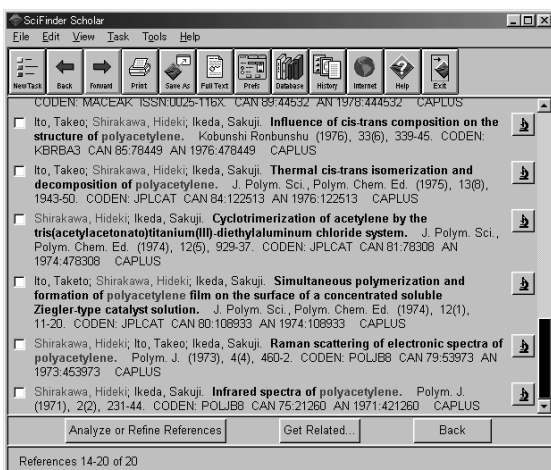 SciFinder Scholar
File Edit View Task Tools Help
New Task Back Forward Print Save As Full Text Prefs Database History Internet Help Exit
CODEN: MACEAK ISSN:0025-116X CAN 89:44532 AN 1978:444532 CAPLUS
Ito, Takeo; Shirakawa, Hideki; Ikeda, Sakuji. Influence of cis-trans composition on the
structure of polyacetylene. Kobunshi Ronbunshu (1976), 33(6), 339-45. CODEN:
KBRBA3 CAN 85:78449 AN 1976:478449 CAPLUS
Ito, Takeo; Shirakawa, Hideki; Ikeda, Sakuji. Thermal cis-trans isomerization and
decomposition of polyacetylene. J. Polym. Sci., Polym. Chem. Ed. (1975), 13(8),
1943-50. CODEN: JPLCAT CAN 84:122513 AN 1976:122513 CAPLUS
Shirakawa, Hideki; Ikeda, Sakuji. Cyclotrimerization of acetylene by the
tris(acetylacetonato)titanium(III)-diethylaluminum chloride system. J. Polym. Sci.,
Polym. Chem. Ed. (1974), 12(5), 929-37. CODEN: JPLCAT CAN 81:78308 AN
1974:478308 CAPLUS
Ito, Taketo; Shirakawa, Hideki; Ikeda, Sakuji. Simultaneous polymerization and
formation of polyacetylene film on the surface of a concentrated soluble
Ziegler-type catalyst solution. J. Polym. Sci., Polym. Chem. Ed. (1974), 12(1),
11-20. CODEN: JPLCAT CAN 80:108933 AN 1974:108933 CAPLUS
Shirakawa, Hideki; Ito, Takeo; Ikeda, Sakuji. Raman scattering of electronic spectra of
polyacetylene. Polym. J. (1973), 4(4), 460-2. CODEN: POLJB8 CAN 79:53973 AN
1973:453973 CAPLUS
Shirakawa, Hideki; Ikeda, Sakuji. Infrared spectra of polyacetylene. Polym. J.
(1971), 2(2), 231-44. CODEN: POLJB8 CAN 75:21260 AN 1971:421260 CAPLUS
Analyze or Refine References Get Related... Back
References 14-20 of 20